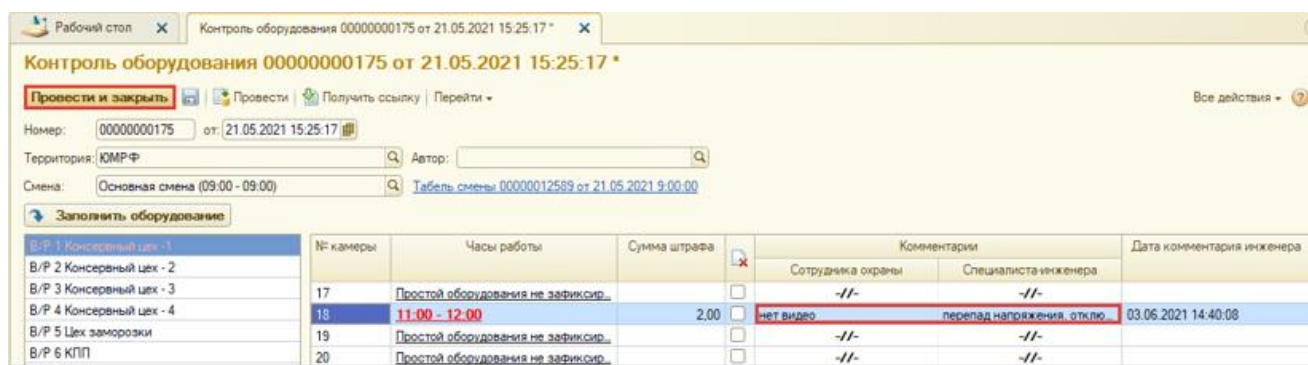 Рабочий стол X Контроль оборудования 00000000175 от 21.05.2021 15:25:17 * X
Контроль оборудования 00000000175 от 21.05.2021 15:25:17 *
Провести и закрыть Провести Получить ссылку Перейти Все действия ?
Номер: 00000000175 от: 21.05.2021 15:25:17
Территория: ЮМРФ Автор:
Смена: Основная смена (09:00 - 09:00) Табель смены 00000012589 от 21.05.2021 9:00:00
Заполнить оборудование
В/Р 1 Консервный цех -1 № камеры Часы работы Сумма штрафа Комментарии Дата комментария инженера
В/Р 2 Консервный цех - 2 Сотрудника охраны Специалиста-инженера
В/Р 3 Консервный цех - 3 17 Простой оборудования не зафиксир... -//- -//-
В/Р 4 Консервный цех - 4 18 11:00 - 12:00 2,00 нет видео перепад напряжения, отклю... 03.06.2021 14:40:08
В/Р 5 Цех заморозки 19 Простой оборудования не зафиксир... -//- -//-
В/Р 6 КПП 20 Простой оборудования не зафиксир... -//- -//-